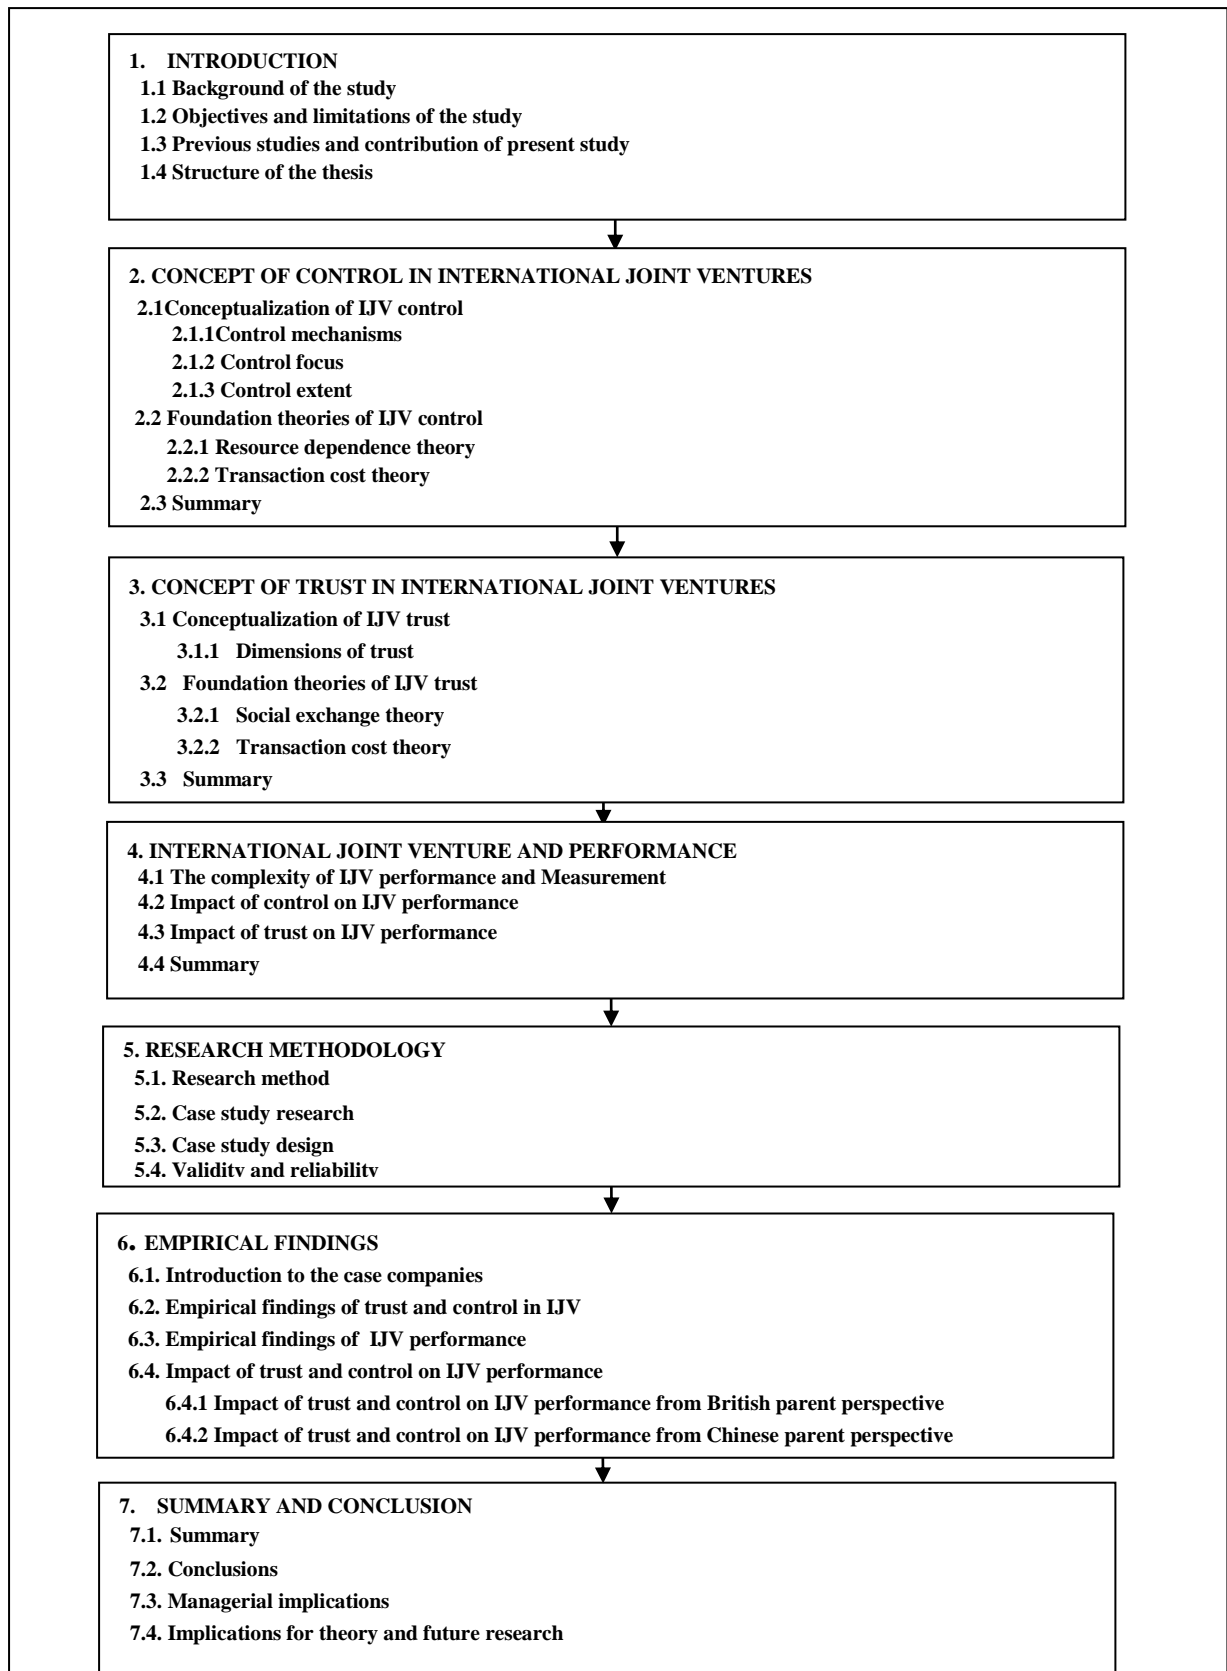 1. INTRODUCTION
1.1 Background of the study
1.2 Objectives and limitations of the study
1.3 Previous studies and contribution of present study
1.4 Structure of the thesis
2. CONCEPT OF CONTROL IN INTERNATIONAL JOINT VENTURES
2.1Conceptualization of IJV control
2.1.1Control mechanisms
2.1.2 Control focus
2.1.3 Control extent
2.2 Foundation theories of IJV control
2.2.1 Resource dependence theory
2.2.2 Transaction cost theory
2.3 Summary
3. CONCEPT OF TRUST IN INTERNATIONAL JOINT VENTURES
3.1 Conceptualization of IJV trust
3.1.1 Dimensions of trust
3.2 Foundation theories of IJV trust
3.2.1 Social exchange theory
3.2.2 Transaction cost theory
3.3 Summary
4. INTERNATIONAL JOINT VENTURE AND PERFORMANCE
4.1 The complexity of IJV performance and Measurement
4.2 Impact of control on IJV performance
4.3 Impact of trust on IJV performance
4.4 Summary
5. RESEARCH METHODOLOGY
5.1. Research method
5.2. Case study research
5.3. Case study design
5.4. Validity and reliability
6. EMPIRICAL FINDINGS
6.1. Introduction to the case companies
6.2. Empirical findings of trust and control in IJV
6.3. Empirical findings of IJV performance
6.4. Impact of trust and control on IJV performance
6.4.1 Impact of trust and control on IJV performance from British parent perspective
6.4.2 Impact of trust and control on IJV performance from Chinese parent perspective
7. SUMMARY AND CONCLUSION
7.1. Summary
7.2. Conclusions
7.3. Managerial implications
7.4. Implications for theory and future research